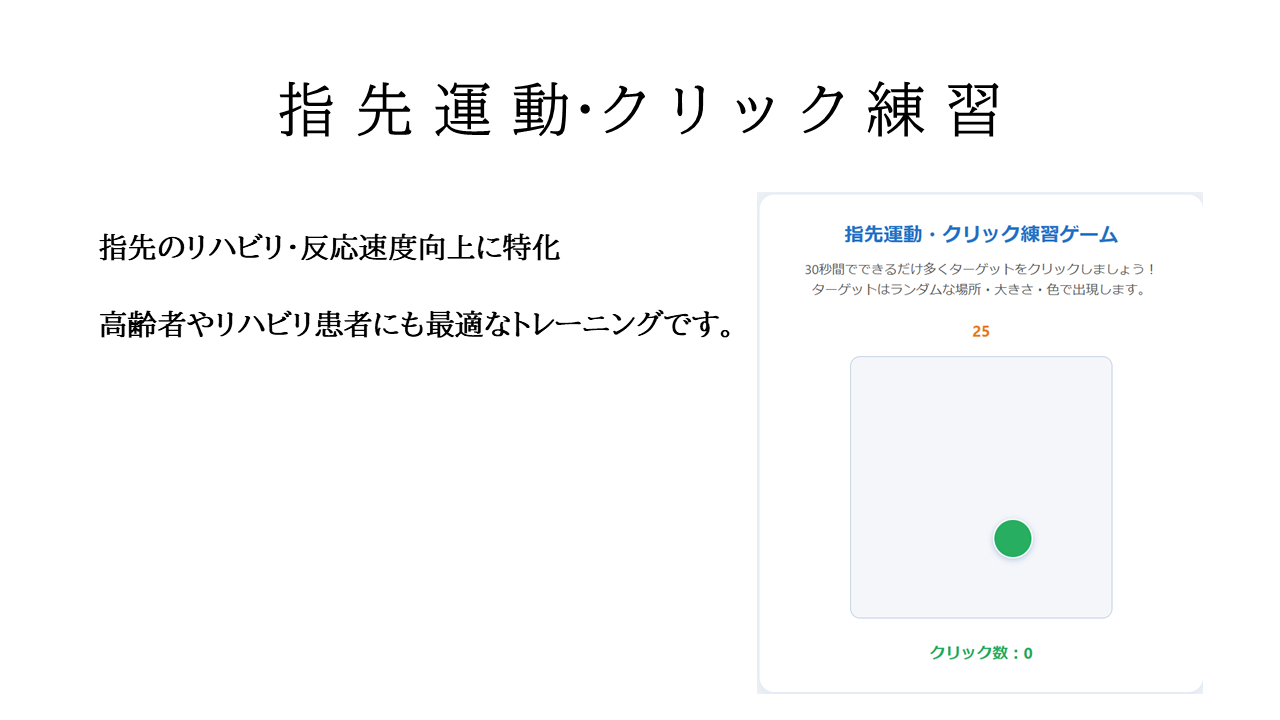 指先運動・クリック練習
指先のリハビリ・反応速度向上に特化
高齢者やリハビリ患者にも最適なトレーニングです。
指先運動・クリック練習ゲーム
30秒間でできるだけ多くターゲットをクリックしましょう！
ターゲットはランダムな場所・大きさ・色で出現します。
25
クリック数：0